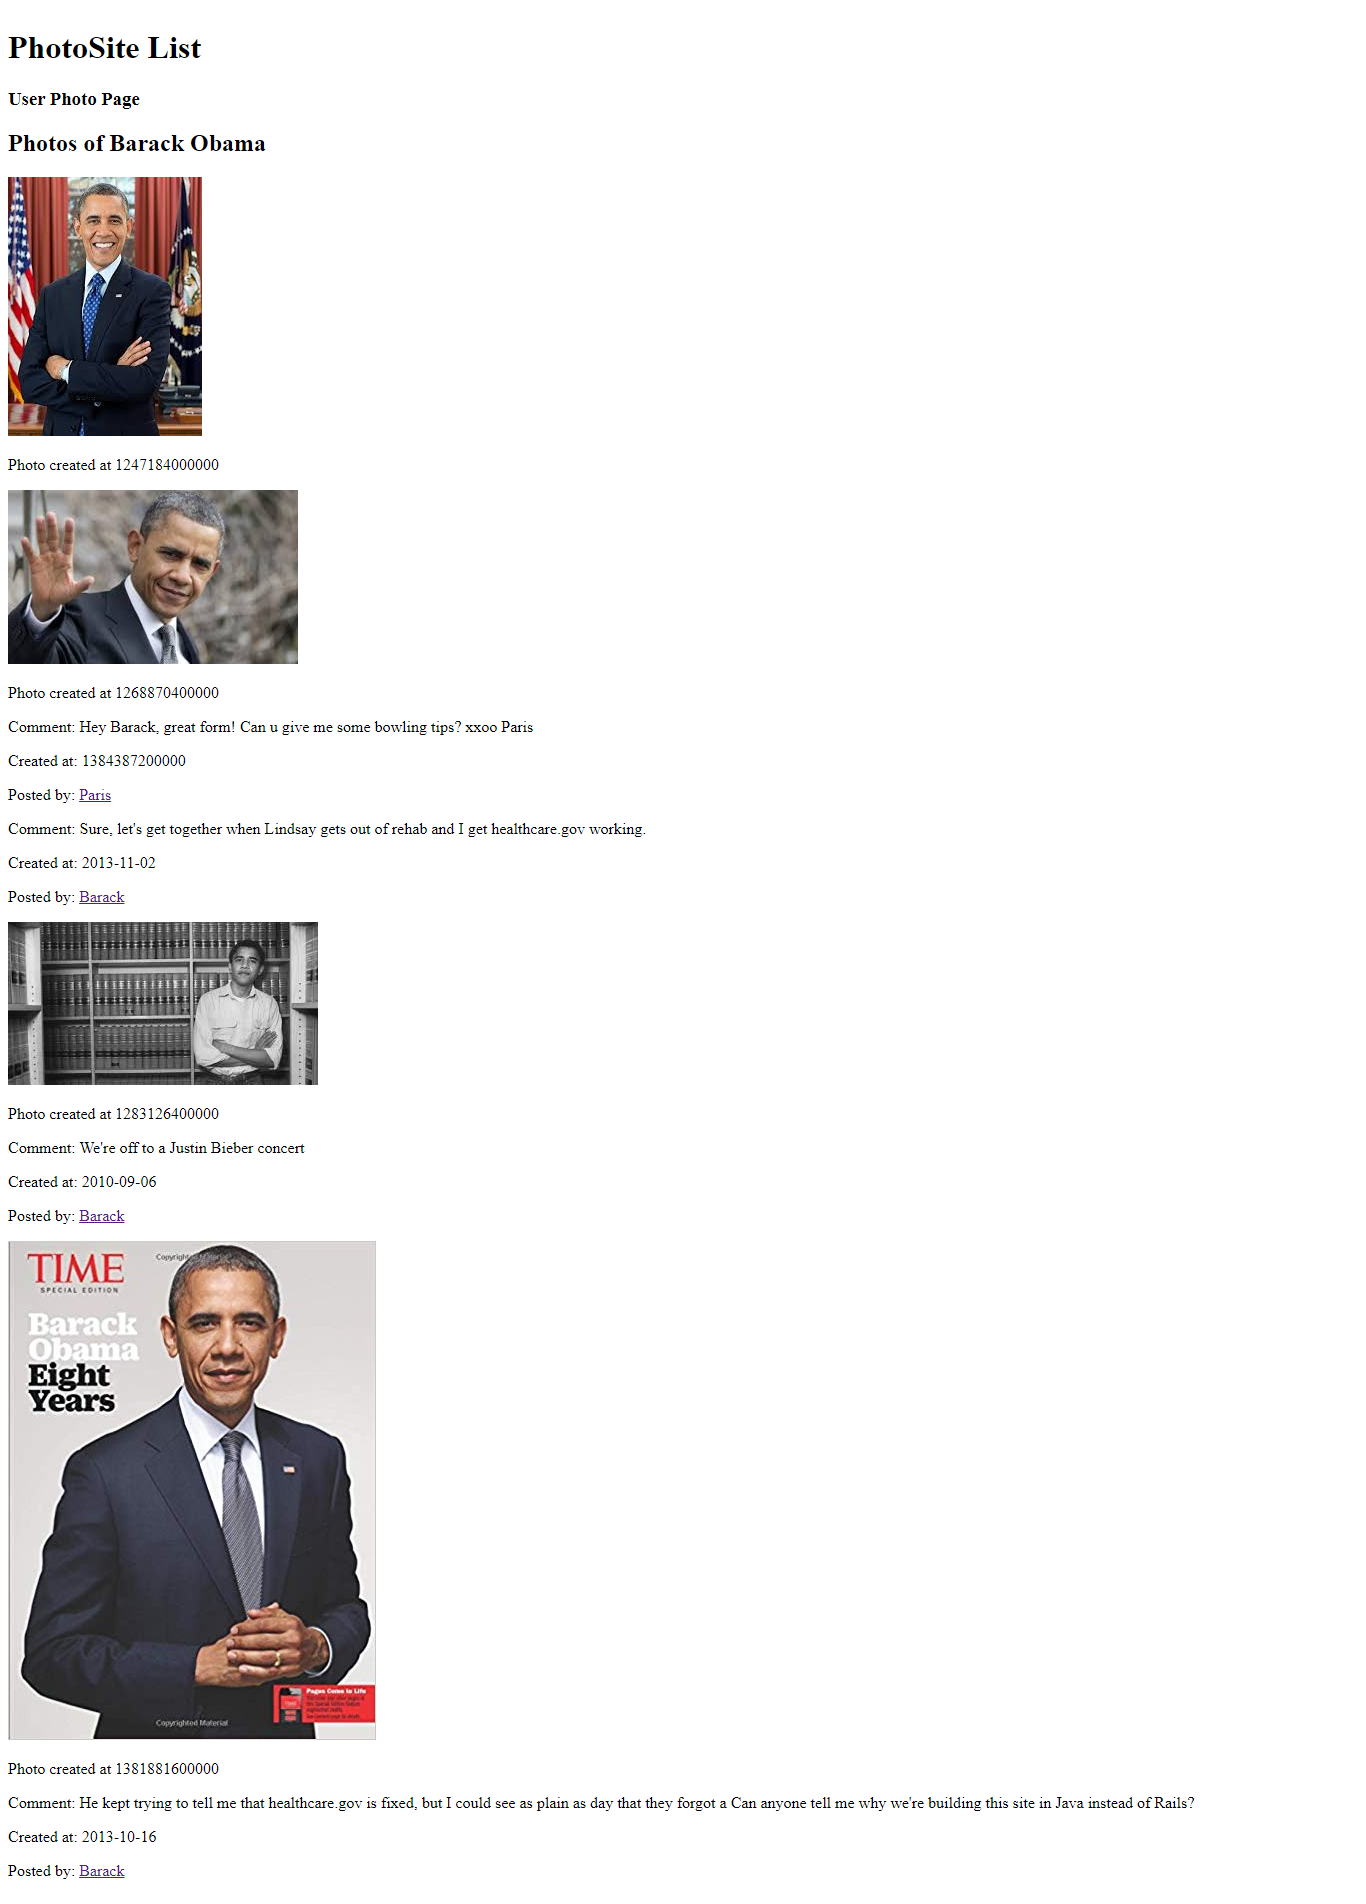 PhotoSite List
User Photo Page
Photos of Barack Obama
Photo created at 1247184000000
Photo created at 1268870400000
Comment: Hey Barack, great form! Can u give me some bowling tips? xxoo Paris
Created at: 1384387200000
Posted by: Paris
Comment: Sure, let's get together when Lindsay gets out of rehab and I get healthcare.gov working.
Created at: 2013-11-02
Posted by: Barack
Photo created at 1283126400000
Comment: We're off to a Justin Bieber concert
Created at: 2010-09-06
Posted by: Barack
TIME
Copyrighted Material
SPECIAL EDITION
Barack
Obama
Eight
Years
Pages Come to Life
TIME
Copyrighted Material
Photo created at 1381881600000
Comment: He kept trying to tell me that healthcare.gov is fixed, but I could see as plain as day that they forgot a Can anyone tell me why we're building this site in Java instead of Rails?
Created at: 2013-10-16
Posted by: Barack